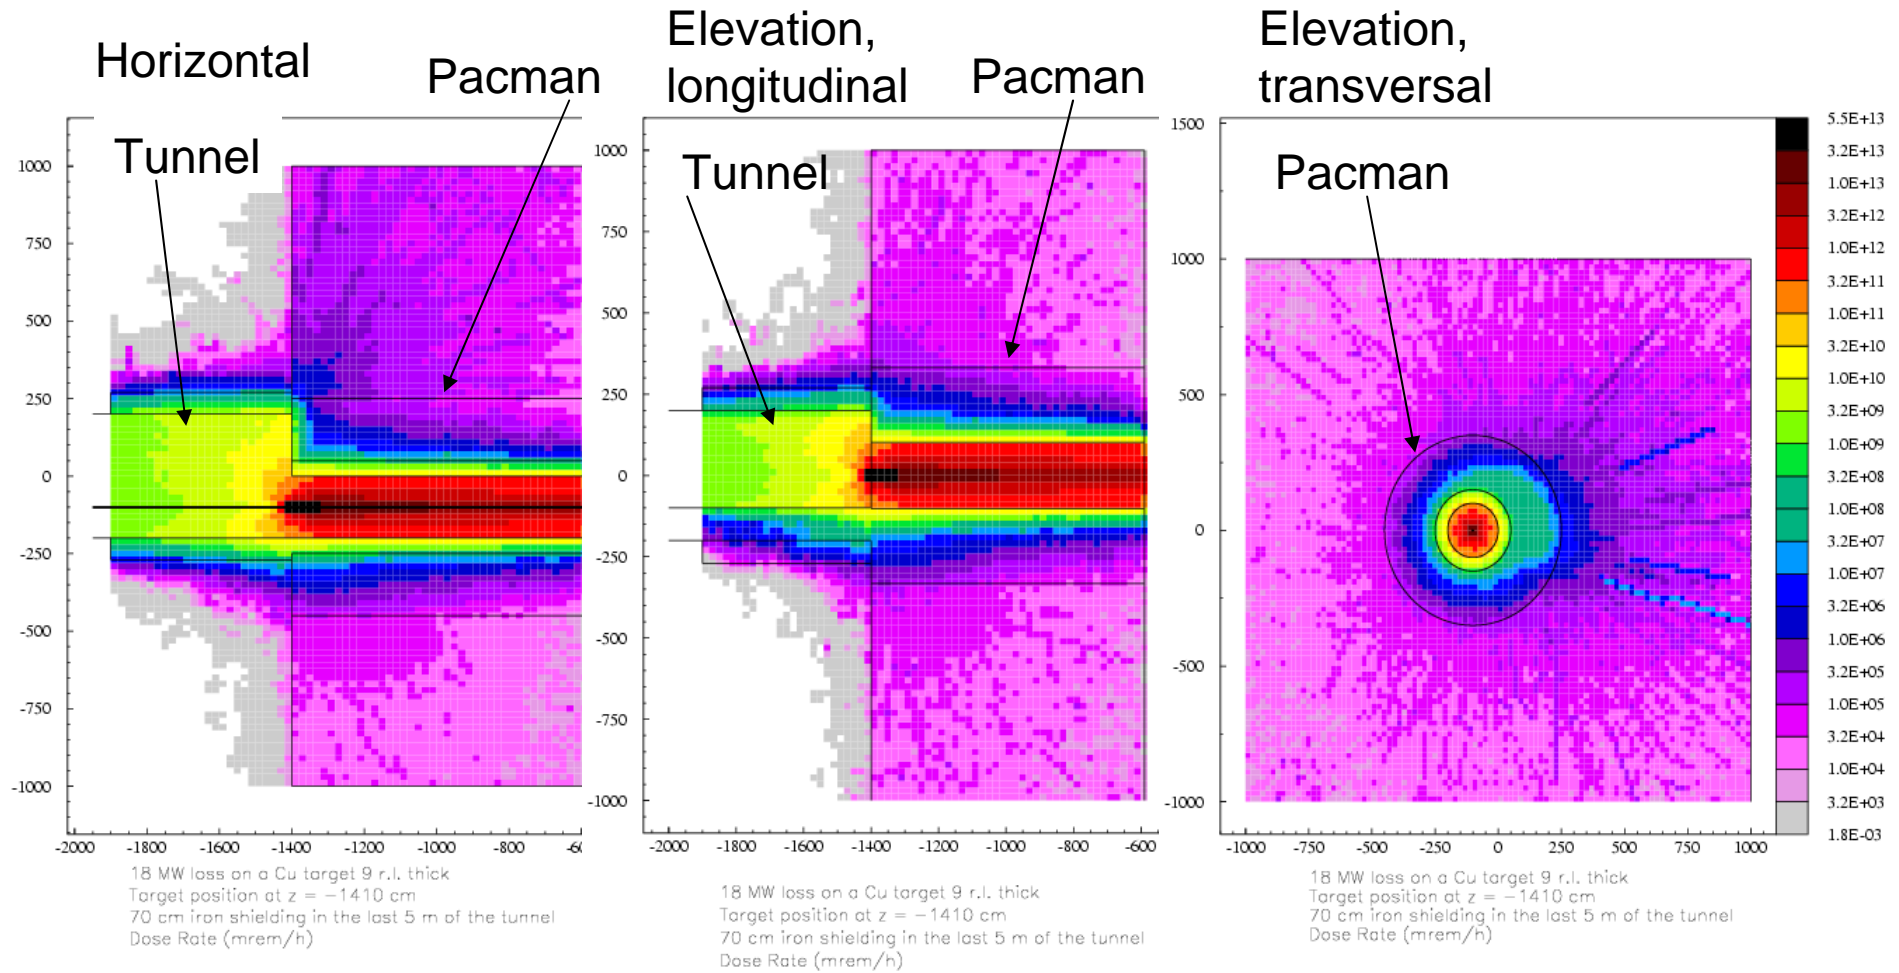 Horizontal
Pacman
Tunnel
1000
750
500
250
0
-250
-500
-750
-1000
-2000
-1800
-1600
-1400
-1200
-1000
-800
-60
18 MW loss on a Cu target 9 r.l. thick
Target position at z = −1410 cm
70 cm iron shielding in the last 5 m of the tunnel
Dose Rate (mrem/h)
Elevation,
longitudinal
Pacman
Tunnel
1000
750
500
250
0
-250
-500
-750
-1000
-2000
-1800
-1600
-1400
-1200
-1000
-800
-600
18 MW loss on a Cu target 9 r.l. thick
Target position at z = −1410 cm
70 cm iron shielding in the last 5 m of the tunnel
Dose Rate (mrem/h)
Elevation,
transversal
Pacman
1500
1000
500
0
-500
-1000
-1000
-750
-500
-250
0
250
500
750
1000
18 MW loss on a Cu target 9 r.l. thick
Target position at z = −1410 cm
70 cm iron shielding in the last 5 m of the tunnel
Dose Rate (mrem/h)
5.5E+13
3.2E+13
1.0E+13
3.2E+12
1.0E+12
3.2E+11
1.0E+11
3.2E+10
1.0E+10
3.2E+09
1.0E+09
3.2E+08
1.0E+08
3.2E+07
1.0E+07
3.2E+06
1.0E+06
3.2E+05
1.0E+05
3.2E+04
1.0E+04
3.2E+03
1.8E-03